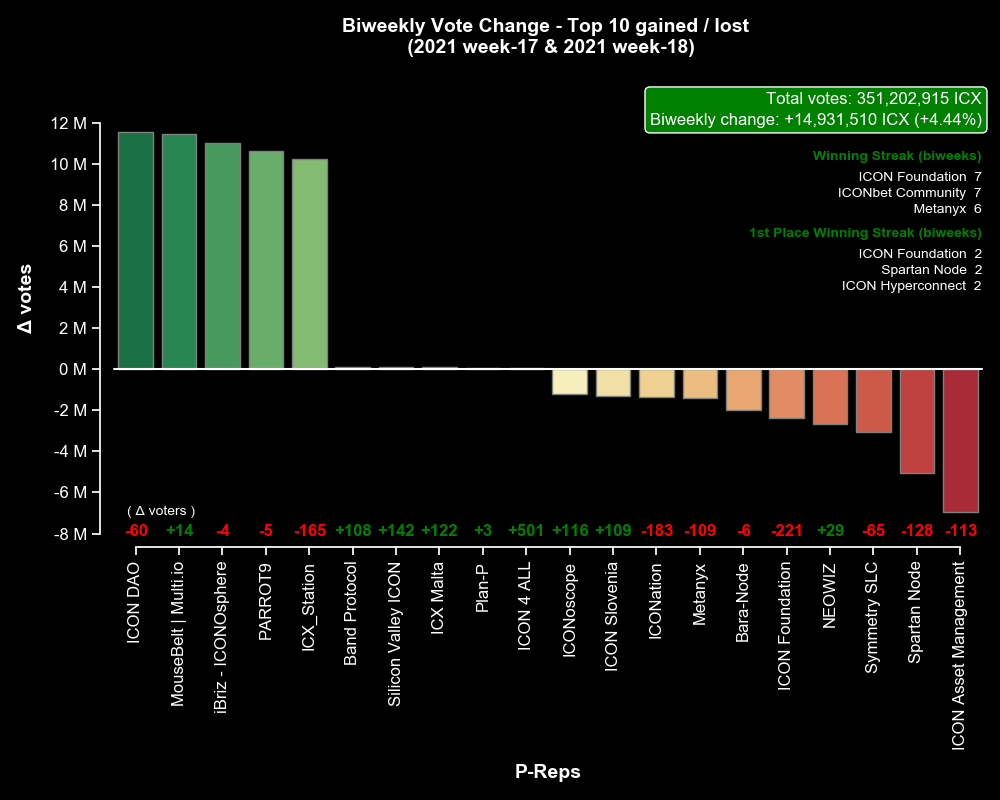 Biweekly Vote Change - Top 10 gained / lost
(2021 week-17 & 2021 week-18)
Total votes: 351,202,915 ICX
Biweekly change: +14,931,510 ICX (+4.44%)
Winning Streak (biweeks)
ICON Foundation 7
ICONbet Community 7
Metanyx 6
1st Place Winning Streak (biweeks)
ICON Foundation 2
Spartan Node 2
ICON Hyperconnect 2
Δ votes
12 M
10 M
8 M
6 M
4 M
2 M
0 M
-2 M
-4 M
-6 M
-8 M
( Δ voters )
-60 +14 -4 -5 -165 +108 +142 +122 +3 +501 +116 +109 -183 -109 -6 -221 +29 -65 -128 -113
ICON DAO
MouseBelt | Multi.io
iBriz - ICONOsphere
PARROT9
ICX_Station
Band Protocol
Silicon Valley ICON
ICX Malta
Plan-P
ICON 4 ALL
ICONoscope
ICON Slovenia
ICONation
Metanyx
Bara-Node
ICON Foundation
NEOWIZ
Symmetry SLC
Spartan Node
ICON Asset Management
P-Reps